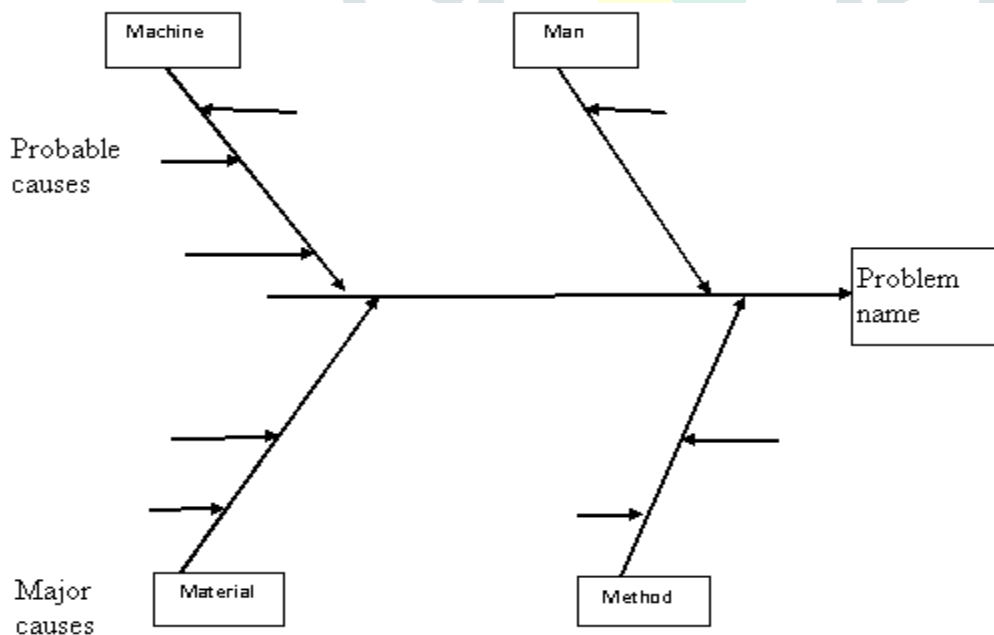 Machine
Man
Probable
causes
Problem
name
Material
Method
Major
causes